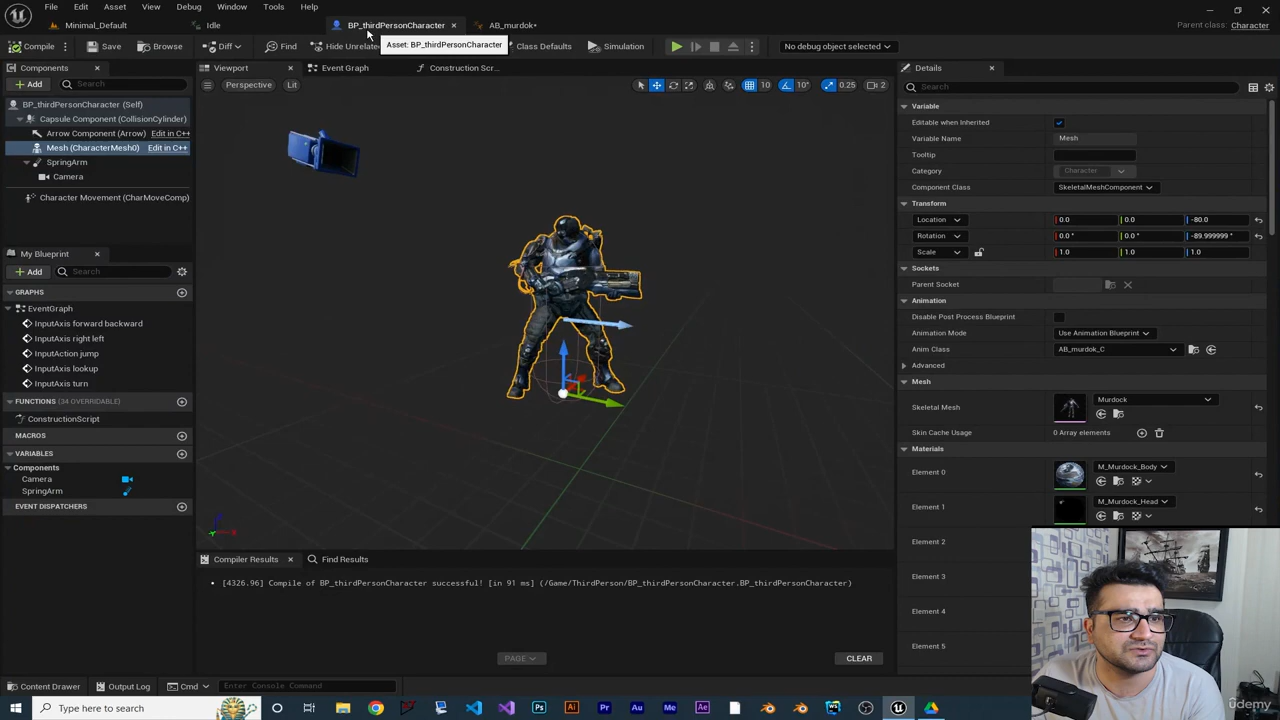 File Edit Asset View Debug Window Tools Help
Minimal_Default Idle BP_thirdPersonCharacter AB_murdok• Parent class: Character
Compile Save Browse Diff Find Hide Unrelate Class Defaults Simulation No debug object selected
Asset: BP_thirdPersonCharacter
Components Viewport Event Graph Construction Scr... Details
Add Search Perspective Lit 10 10° 0.25 2 Search
BP_thirdPersonCharacter (Self)
Capsule Component (CollisionCylinder)
Arrow Component (Arrow) Edit in C++
Mesh (CharacterMesh0) Edit in C++
SpringArm
Camera
Character Movement (CharMoveComp)
My Blueprint
Add Search
GRAPHS
EventGraph
InputAxis forward backward
InputAxis right left
InputAction jump
InputAxis lookup
InputAxis turn
FUNCTIONS (34 OVERRIDABLE)
ConstructionScript
MACROS
VARIABLES
Components
Camera
SpringArm
EVENT DISPATCHERS
Variable
Editable when Inherited
Variable Name Mesh
Tooltip
Category Character
Component Class SkeletalMeshComponent
Transform
Location 0.0 0.0 -80.0
Rotation 0.0 ° 0.0 ° -89.999999 °
Scale 1.0 1.0 1.0
Sockets
Parent Socket
Animation
Disable Post Process Blueprint
Animation Mode Use Animation Blueprint
Anim Class AB_murdok_C
Advanced
Mesh
Skeletal Mesh Murdock
Skin Cache Usage 0 Array elements
Materials
Element 0 M_Murdock_Body
Element 1 M_Murdock_Head
Element 2
Element 3
Element 4
Element 5
Compiler Results Find Results
[4326.96] Compile of BP_thirdPersonCharacter successful! [in 91 ms] (/Game/ThirdPerson/BP_thirdPersonCharacter.BP_thirdPersonCharacter)
PAGE CLEAR
Content Drawer Output Log Cmd Enter Console Command
Type here to search
ûdemy